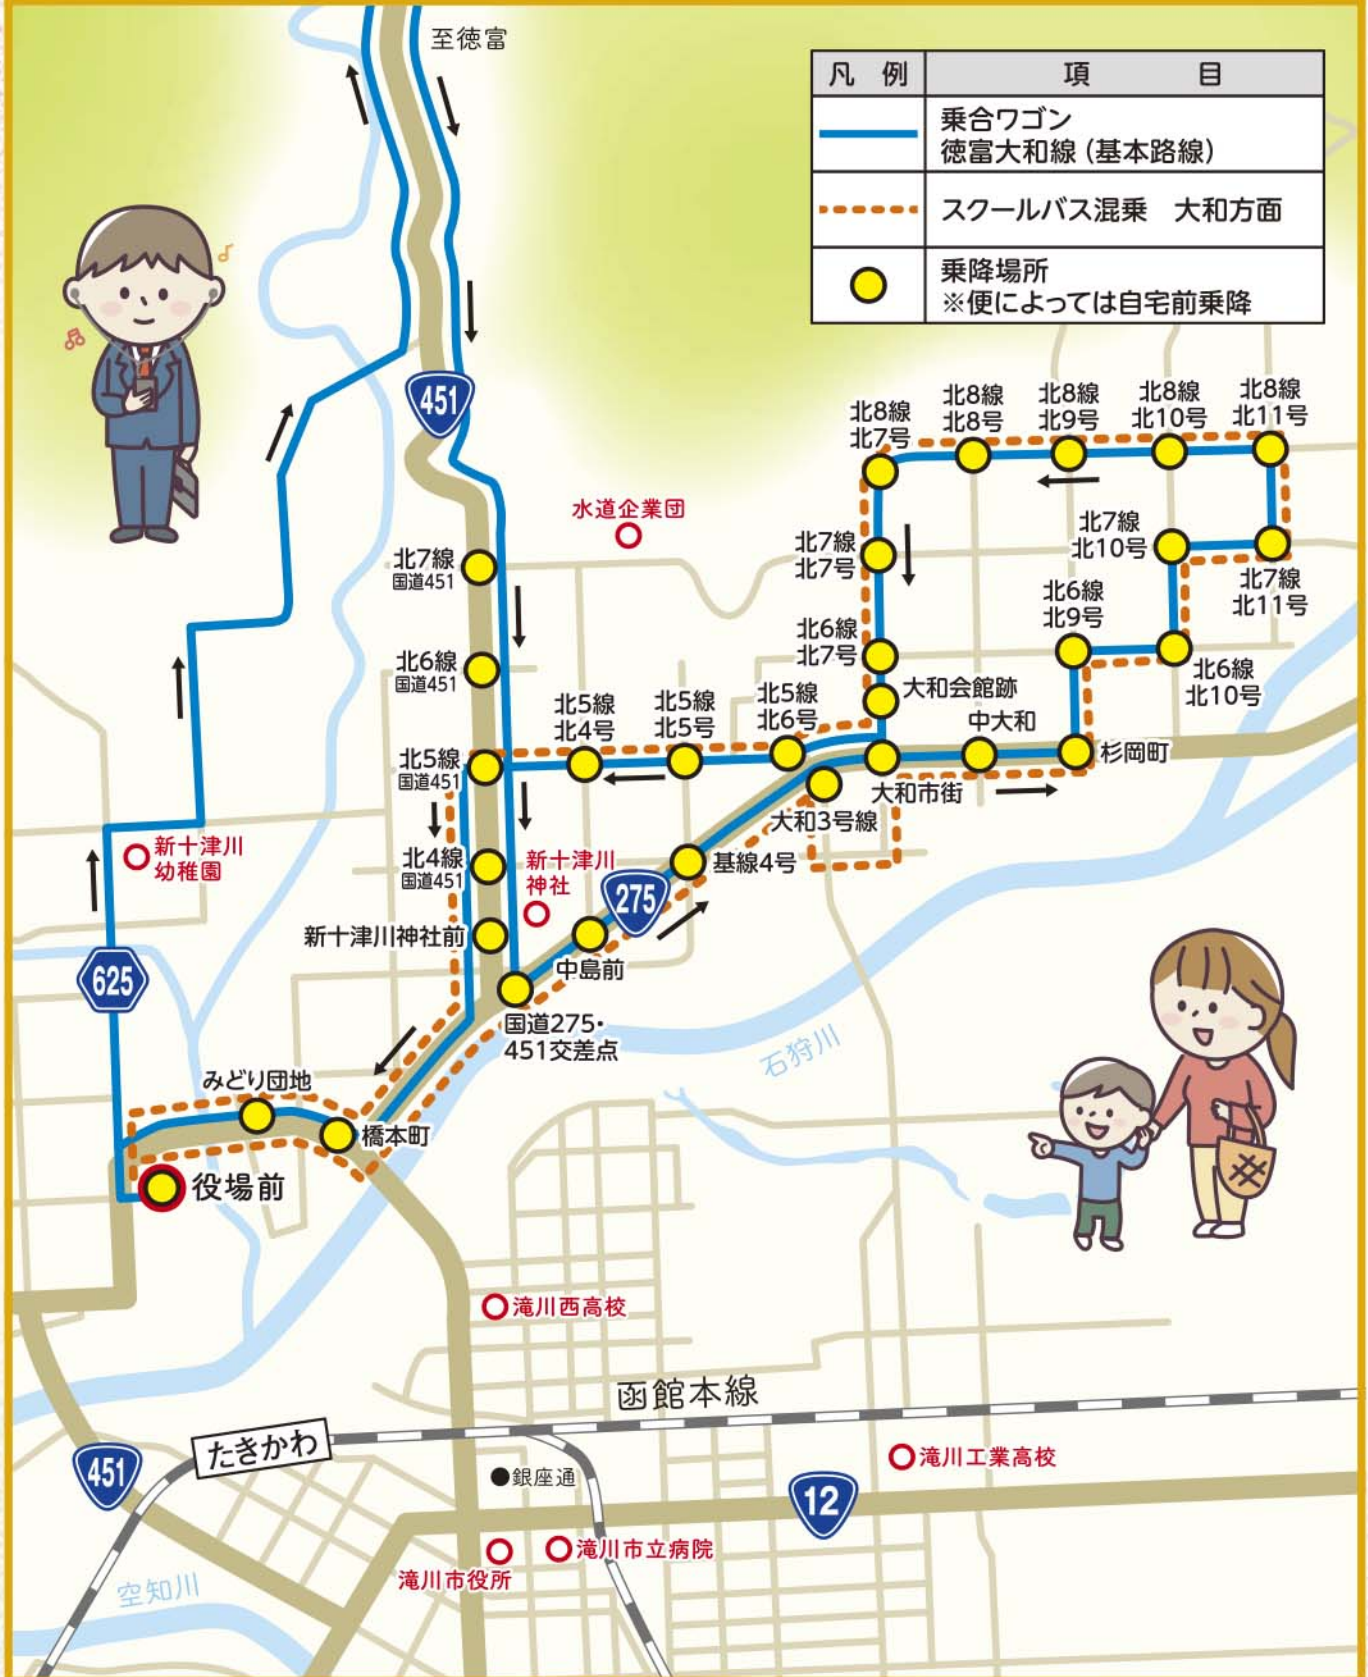 至徳富
凡 例
項 目
乗合ワゴン
徳富大和線(基本路線)
スクールバス混乗 大和方面
乗降場所
※便によっては自宅前乗降
451
北8線
北7号
北8線
北8号
北8線
北9号
北8線
北10号
北8線
北11号
水道企業団
北7線
国道451
北7線
北7号
北7線
北10号
北7線
北11号
北6線
北9号
北6線
国道451
北6線
北7号
北6線
北10号
大和会館跡
北5線
北4号
北5線
北5号
北5線
北6号
中大和
杉岡町
北5線
国道451
大和市街
大和3号線
新十津川
幼稚園
北4線
国道451
新十津川
神社
基線4号
275
新十津川神社前
中島前
625
国道275・
451交差点
石狩川
みどり団地
橋本町
役場前
滝川西高校
函館本線
たきかわ
451
銀座通
滝川工業高校
12
滝川市役所
滝川市立病院
空知川